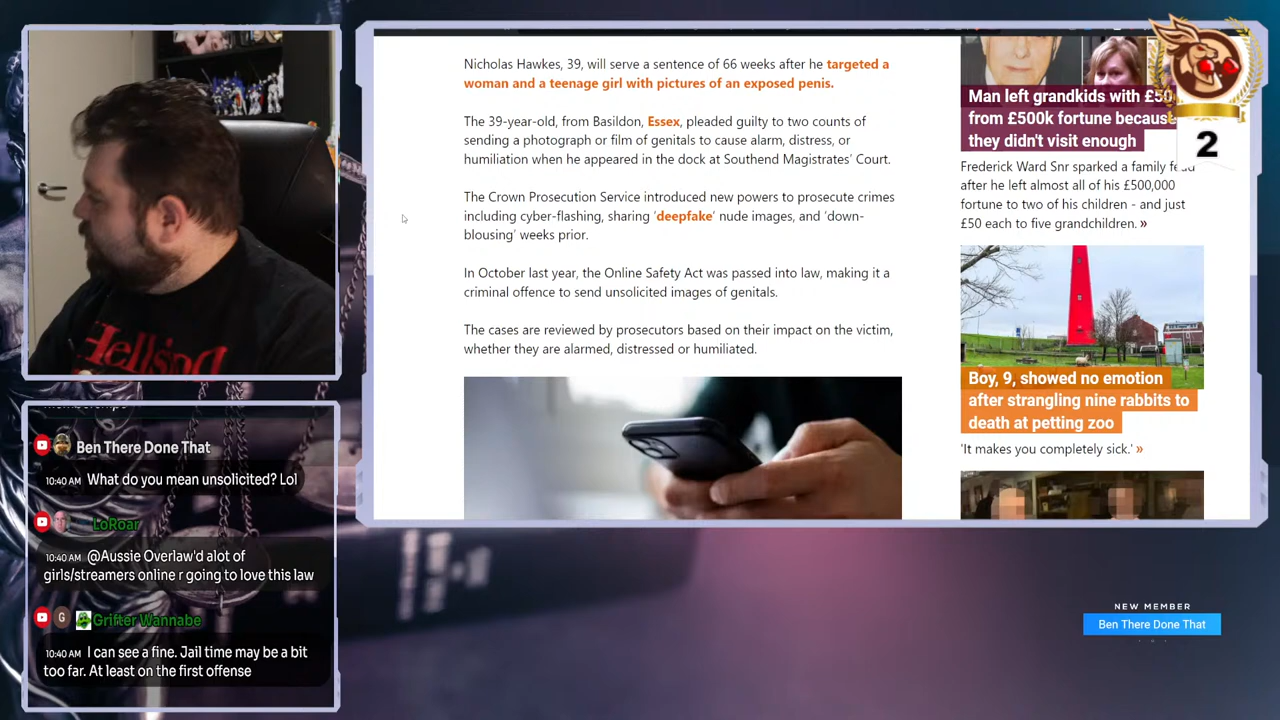 Nicholas Hawkes, 39, will serve a sentence of 66 weeks after he targeted a
woman and a teenage girl with pictures of an exposed penis.
The 39-year-old, from Basildon, Essex, pleaded guilty to two counts of
sending a photograph or film of genitals to cause alarm, distress, or
humiliation when he appeared in the dock at Southend Magistrates' Court.
The Crown Prosecution Service introduced new powers to prosecute crimes
including cyber-flashing, sharing 'deepfake' nude images, and 'down-
blousing' weeks prior.
In October last year, the Online Safety Act was passed into law, making it a
criminal offence to send unsolicited images of genitals.
The cases are reviewed by prosecutors based on their impact on the victim,
whether they are alarmed, distressed or humiliated.
Man left grandkids with £50
from £500k fortune because
they didn't visit enough
Frederick Ward Snr sparked a family feud
after he left almost all of his £500,000
fortune to two of his children - and just
£50 each to five grandchildren. »
Boy, 9, showed no emotion
after strangling nine rabbits to
death at petting zoo
'It makes you completely sick.' »
2
Hellsing
Ben There Done That
10:40 AM What do you mean unsolicited? Lol
LoRoar
10:40 AM @Aussie Overlaw'd alot of
girls/streamers online r going to love this law
G Grifter Wannabe
10:40 AM I can see a fine. Jail time may be a bit
too far. At least on the first offense
NEW MEMBER
Ben There Done That